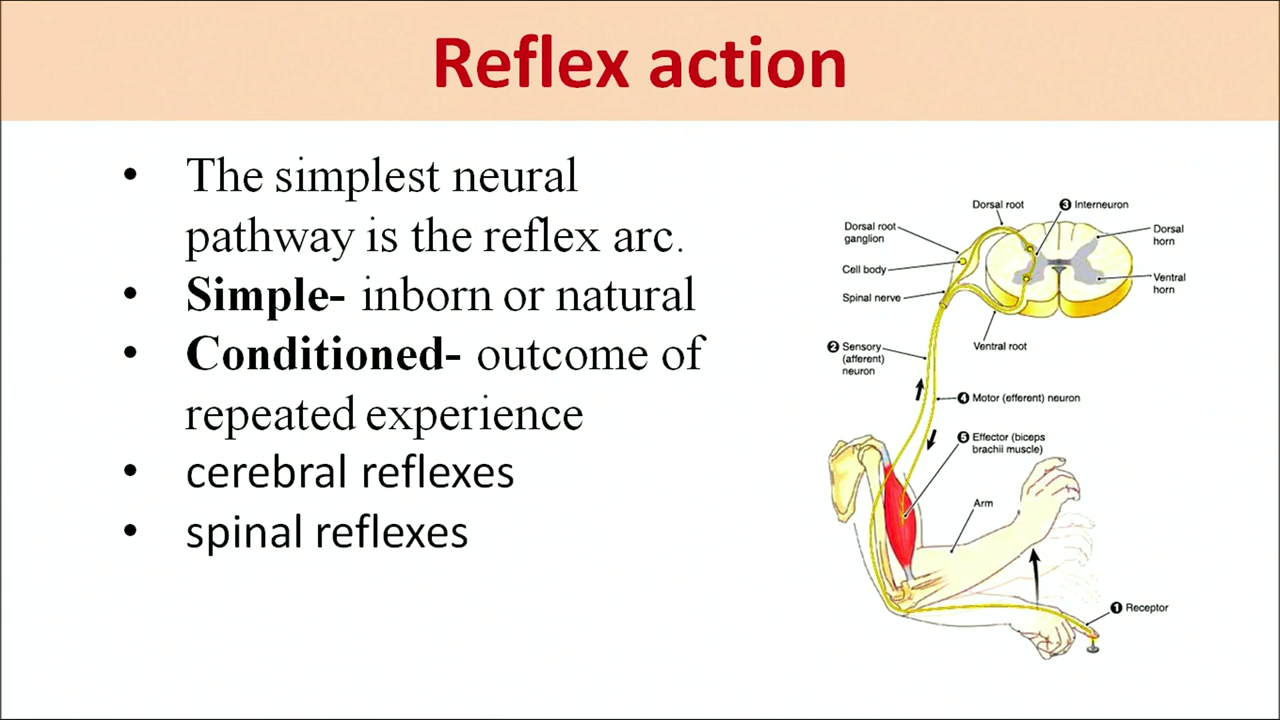 Reflex action
• The simplest neural
pathway is the reflex arc.
• Simple- inborn or natural
• Conditioned- outcome of
repeated experience
• cerebral reflexes
• spinal reflexes
Dorsal root
3 Interneuron
Dorsal root
ganglion
Dorsal
horn
Cell body
Ventral
horn
Spinal nerve
Ventral root
2 Sensory
(afferent)
neuron
4 Motor (efferent) neuron
5 Effector (biceps
brachii muscle)
Arm
1 Receptor